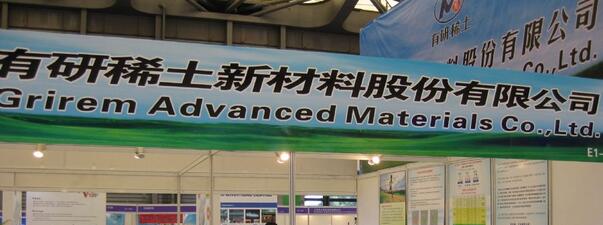 有研稀土
料股份有限公司
Co.,Ltd.
有研稀土新材料股份有限公司
Grirem Advanced Materials Co.,Ltd.
E1-